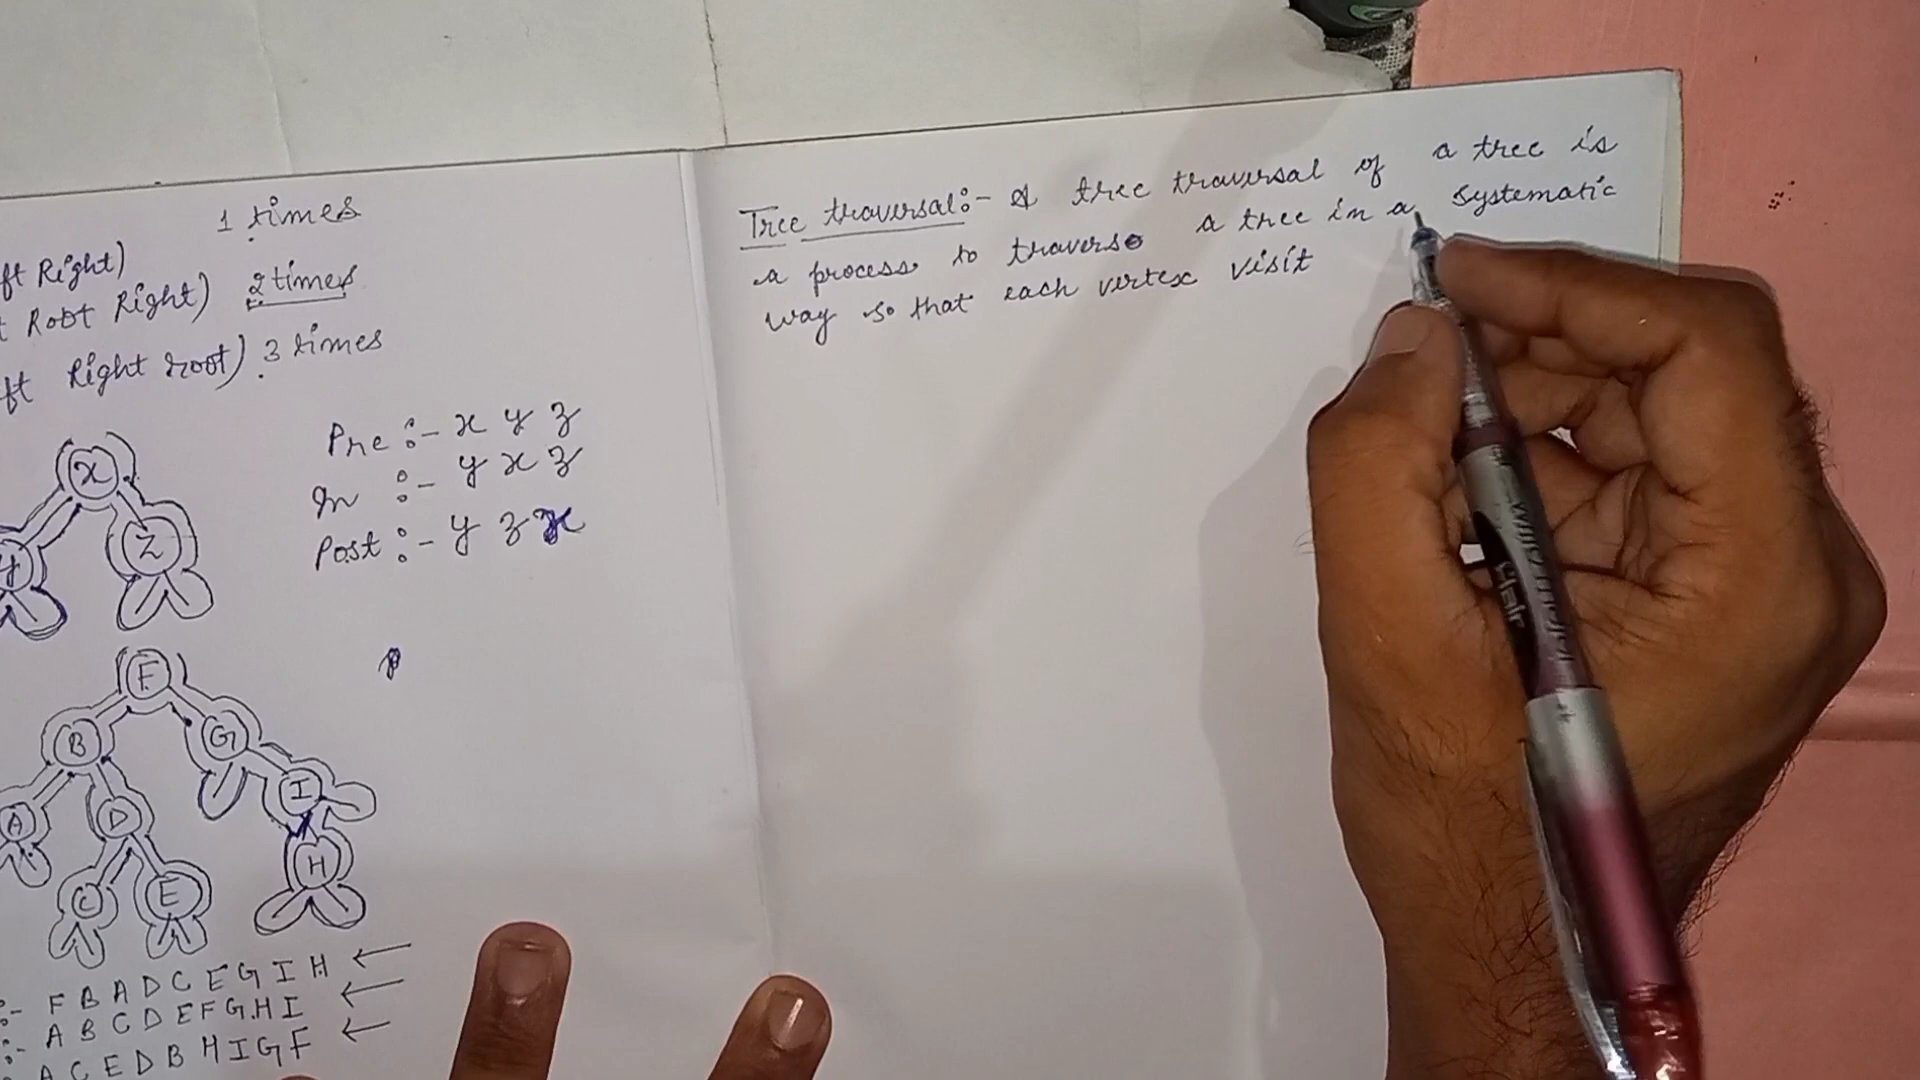 1 times
ft Right)
t Root Right) 2 times
ft Right root) 3 times
Pre :- x y z
In :- y x z
Post :- y z x
X
y Z
F
B G
A D I
C E H
:- F B A D C E G I H ←
:- A B C D E F G H I ←
A C E D B H I G F ←
Tree traversal :- A tree traversal of a tree is
a process to traverse a tree in a systematic
way so that each vertex visit
Hair